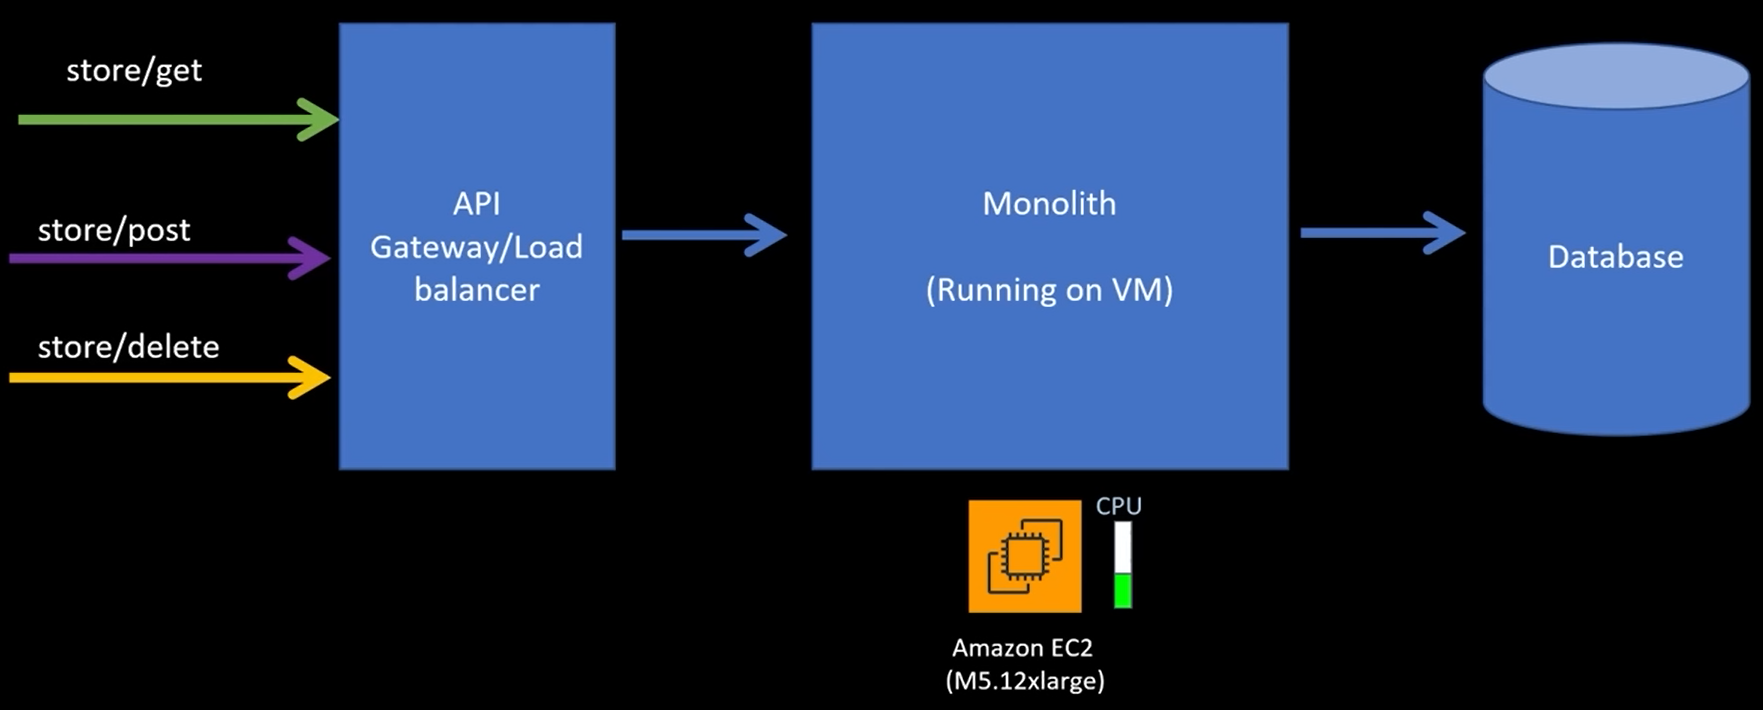 store/get
store/post
store/delete
API
Gateway/Load
balancer
Monolith
(Running on VM)
Database
CPU
Amazon EC2
(M5.12xlarge)